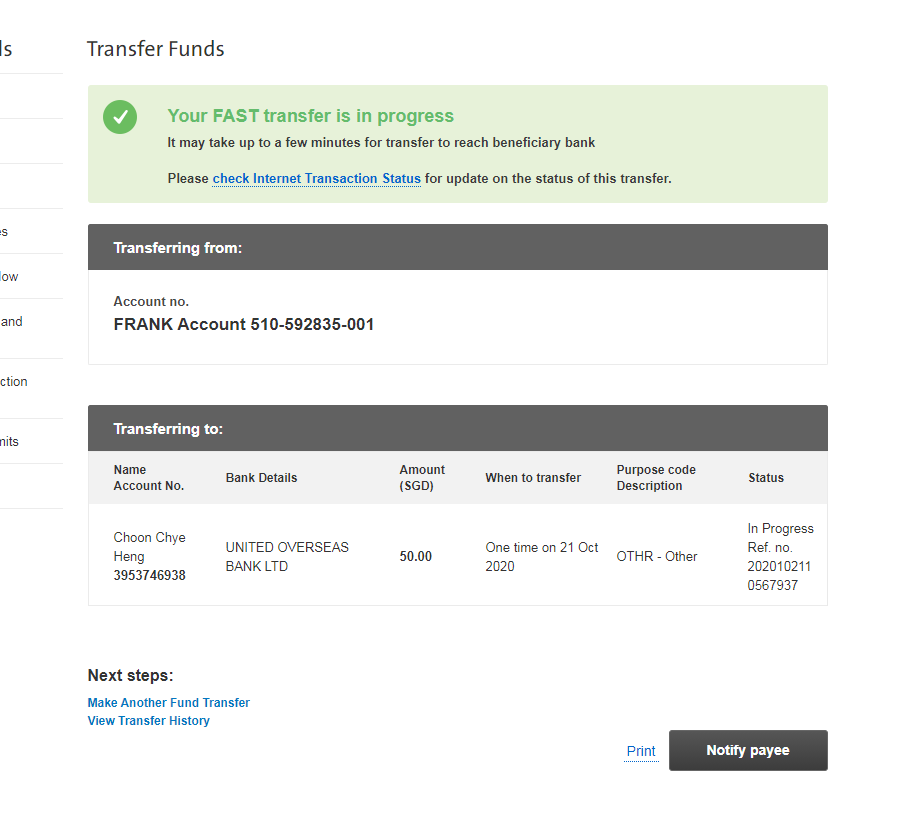 ls
Transfer Funds
Your FAST transfer is in progress
It may take up to a few minutes for transfer to reach beneficiary bank
Please check Internet Transaction Status for update on the status of this transfer.
es
low
and
ction
mits
Transferring from:
Account no.
FRANK Account 510-592835-001
Transferring to:
Name
Account No.
Bank Details
Amount
(SGD)
When to transfer
Purpose code
Description
Status
Choon Chye
Heng
3953746938
UNITED OVERSEAS
BANK LTD
50.00
One time on 21 Oct
2020
OTHR - Other
In Progress
Ref. no.
202010211
0567937
Next steps:
Make Another Fund Transfer
View Transfer History
Print
Notify payee